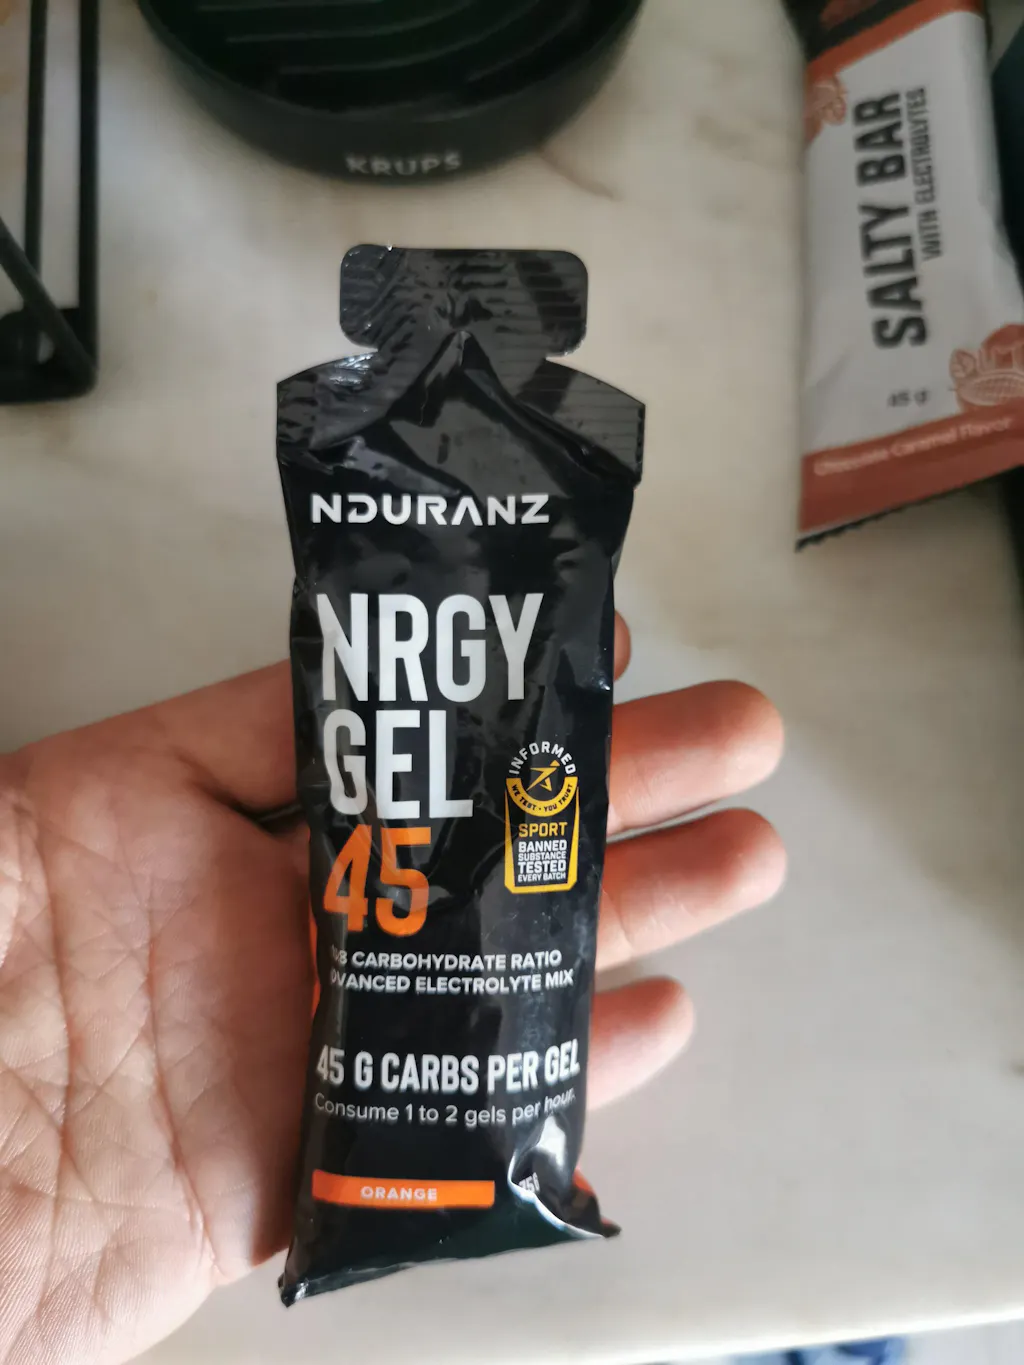 KRUPS
SALTY BAR
WITH ELECTROLYTES
45 g
Chocolate Caramel Flavor
NDURANZ
NRGY
GEL
45
INFORMED
WE TEST • YOU TRUST
SPORT
BANNED
SUBSTANCE
TESTED
EVERY BATCH
CARBOHYDRATE RATIO
ELECTROLYTE MIX
45 G CARBS PER GEL
Consume 1 to 2 gels per hour.
ORANGE